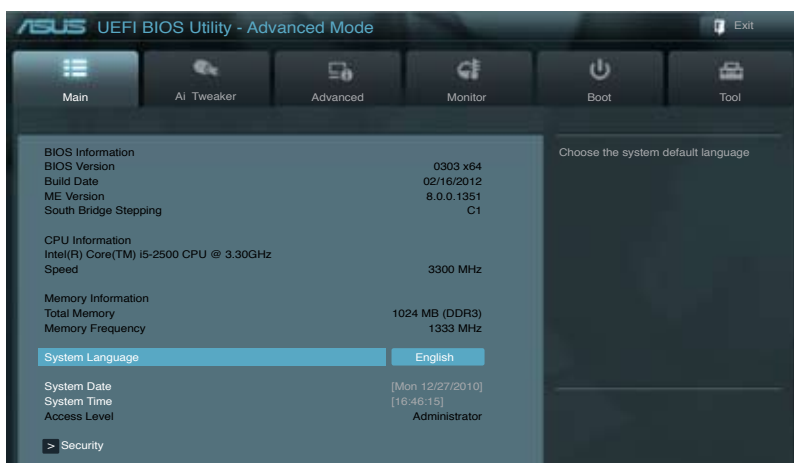 ASUS UEFI BIOS Utility - Advanced Mode Exit
Main Ai Tweaker Advanced Monitor Boot Tool
BIOS Information
BIOS Version 0303 x64
Build Date 02/16/2012
ME Version 8.0.0.1351
South Bridge Stepping C1
CPU Information
Intel(R) Core(TM) i5-2500 CPU @ 3.30GHz
Speed 3300 MHz
Memory Information
Total Memory 1024 MB (DDR3)
Memory Frequency 1333 MHz
System Language English
System Date [Mon 12/27/2010]
System Time [16:46:15]
Access Level Administrator
> Security
Choose the system default language